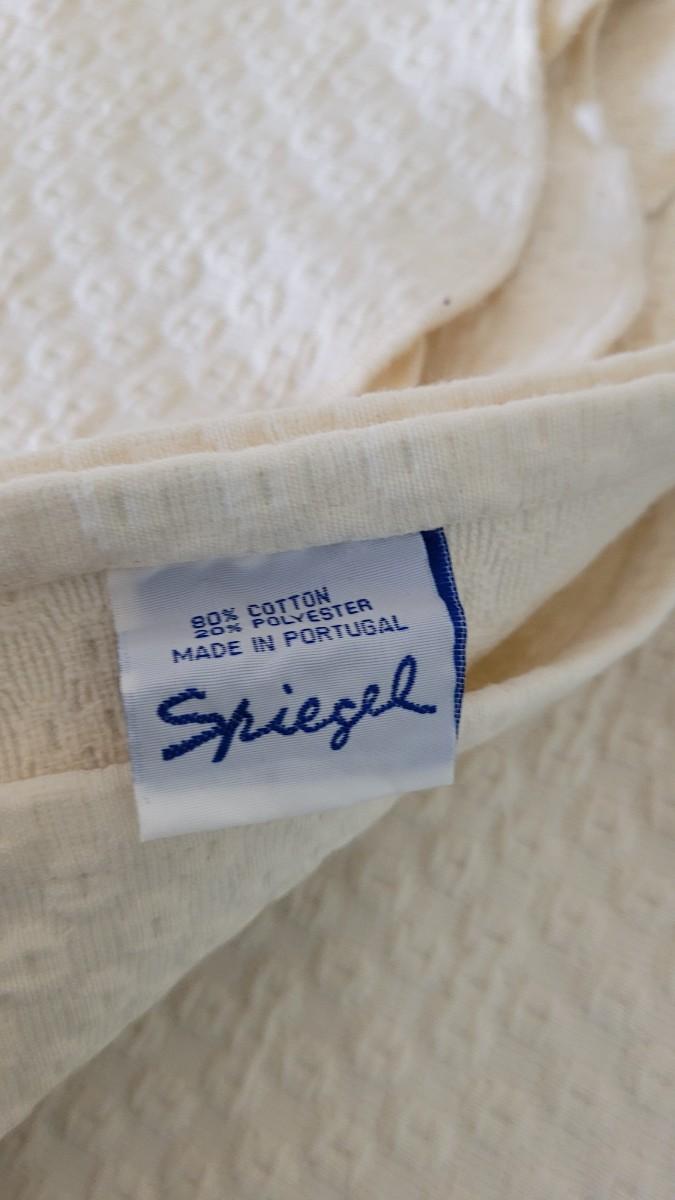 80% COTTON
20% POLYESTER
MADE IN PORTUGAL
Spiegel